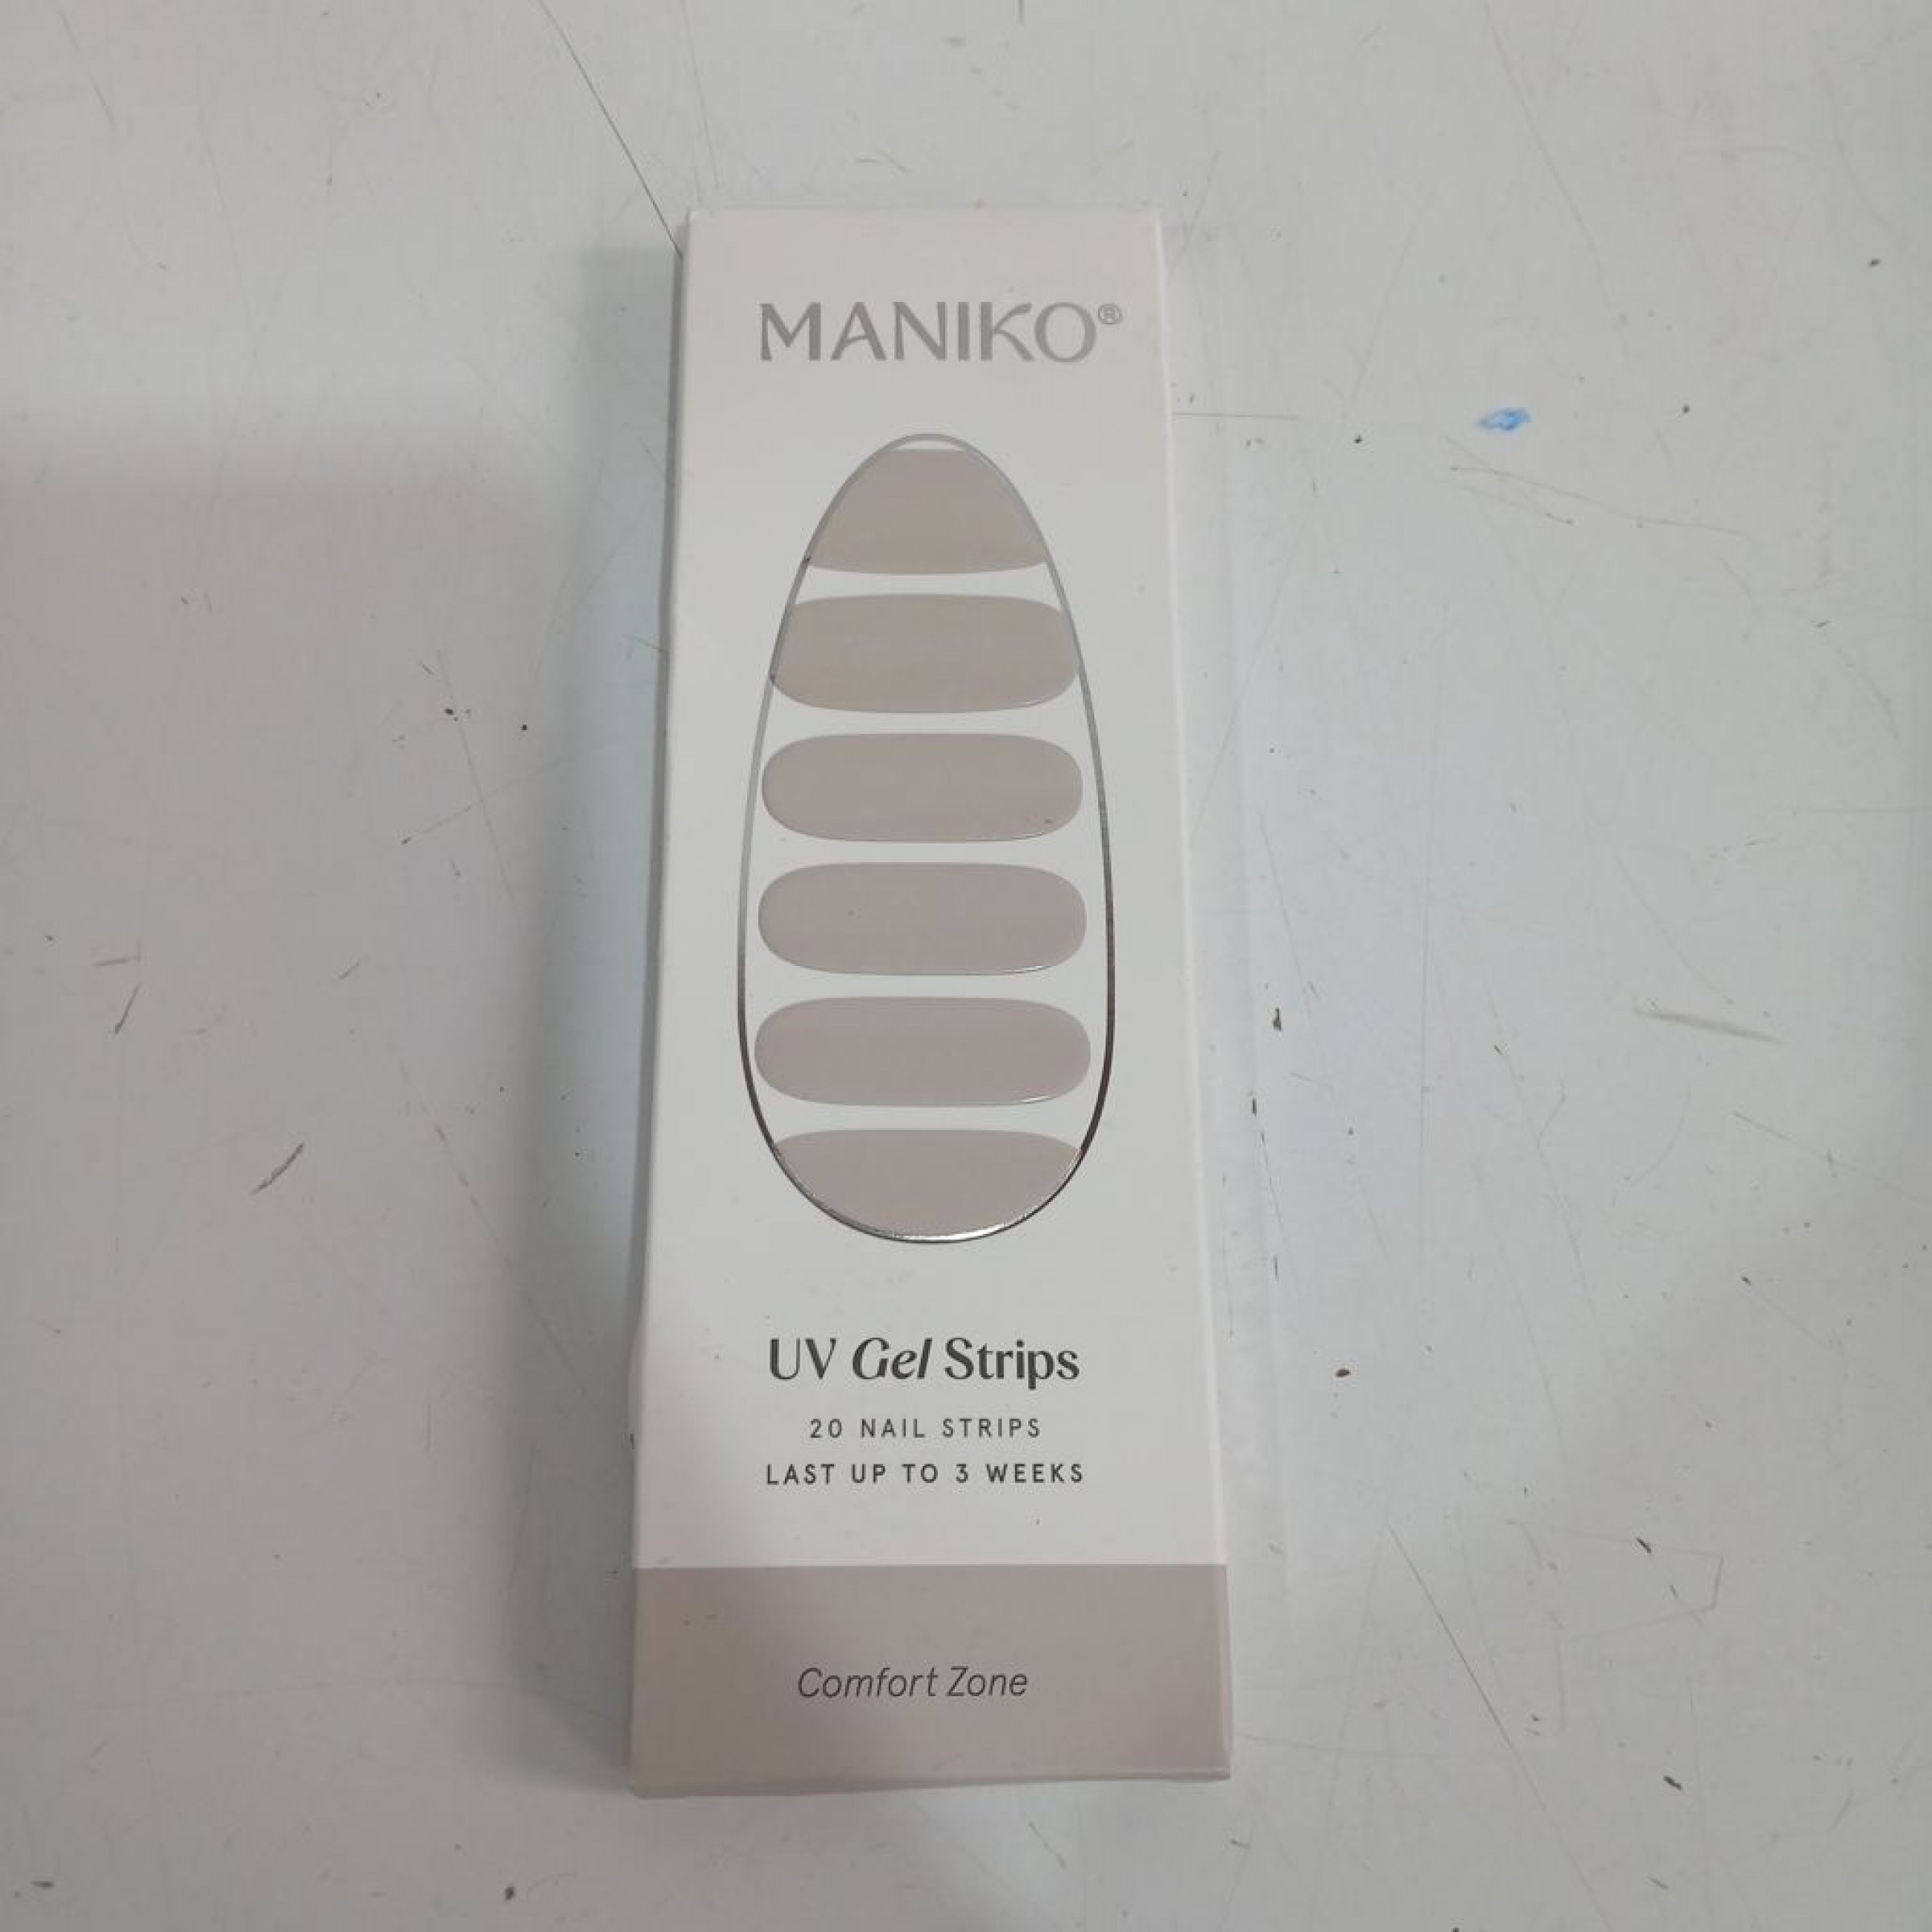 MANIKO®
UV Gel Strips
20 NAIL STRIPS
LAST UP TO 3 WEEKS
Comfort Zone